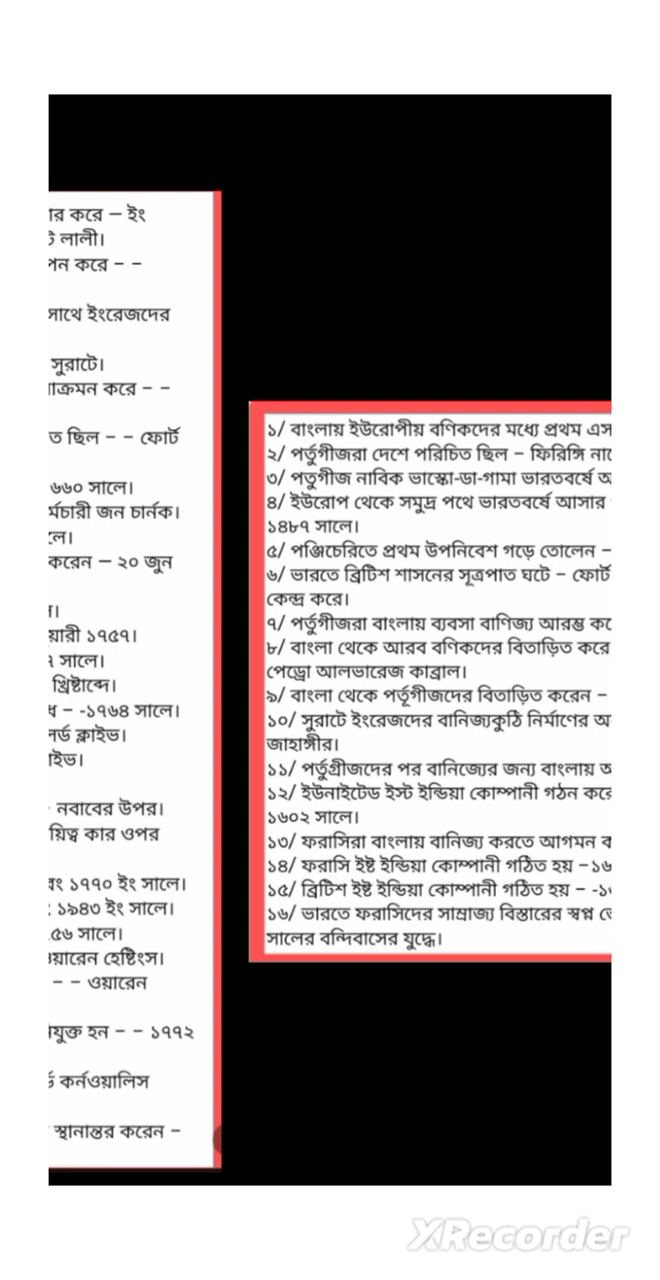 র করে – ইং
লালী।
পন করে - -
সাথে ইংরেজদের
সুরাটে।
ক্রমন করে - -
ত ছিল - - ফোর্ট
৬৬০ সালে।
র্মচারী জন চার্নক।
লে।
করেন – ২০ জুন
য়ারী ১৭৫৭।
সালে।
খ্রিষ্টাব্দে।
ধ - -১৭৬৪ সালে।
লর্ড ক্লাইভ।
াইভ।
নবাবের উপর।
য়িত্ব কার ওপর
বং ১৭৭০ ইং সালে।
১৯৪৩ ইং সালে।
৫৬ সালে।
য়ারেন হেষ্টিংস।
- - ওয়ারেন
যুক্ত হন - - ১৭৭২
কর্নওয়ালিস
স্থানান্তর করেন -
১/ বাংলায় ইউরোপীয় বণিকদের মধ্যে প্রথম এস
২/ পর্তুগীজরা দেশে পরিচিত ছিল – ফিরিঙ্গি না
৩/ পতুগীজ নাবিক ভাস্কো-ডা-গামা ভারতবর্ষে আ
৪/ ইউরোপ থেকে সমুদ্র পথে ভারতবর্ষে আসার
১৪৮৭ সালে।
৫/ পঞ্জিচেরিতে প্রথম উপনিবেশ গড়ে তোলেন –
৬/ ভারতে ব্রিটিশ শাসনের সূত্রপাত ঘটে – ফোর্ট
কেন্দ্র করে।
৭/ পর্তুগীজরা বাংলায় ব্যবসা বাণিজ্য আরম্ভ ক
৮/ বাংলা থেকে আরব বণিকদের বিতাড়িত করে
পেড্রো আলভারেজ কাব্রাল।
৯/ বাংলা থেকে পর্তূগীজদের বিতাড়িত করেন –
১০/ সুরাটে ইংরেজদের বানিজ্যকুঠি নির্মাণের অ
জাহাঙ্গীর।
১১/ পর্তুগ্রীজদের পর বানিজ্যের জন্য বাংলায় আ
১২/ ইউনাইটেড ইস্ট ইন্ডিয়া কোম্পানী গঠন কর
১৬০২ সালে।
১৩/ ফরাসিরা বাংলায় বানিজ্য করতে আগমন ক
১৪/ ফরাসি ইষ্ট ইন্ডিয়া কোম্পানী গঠিত হয় –১৬
১৫/ ব্রিটিশ ইষ্ট ইন্ডিয়া কোম্পানী গঠিত হয় – -১
১৬/ ভারতে ফরাসিদের সাম্রাজ্য বিস্তারের স্বপ্ন
সালের বন্দিবাসের যুদ্ধে।
XRecorder